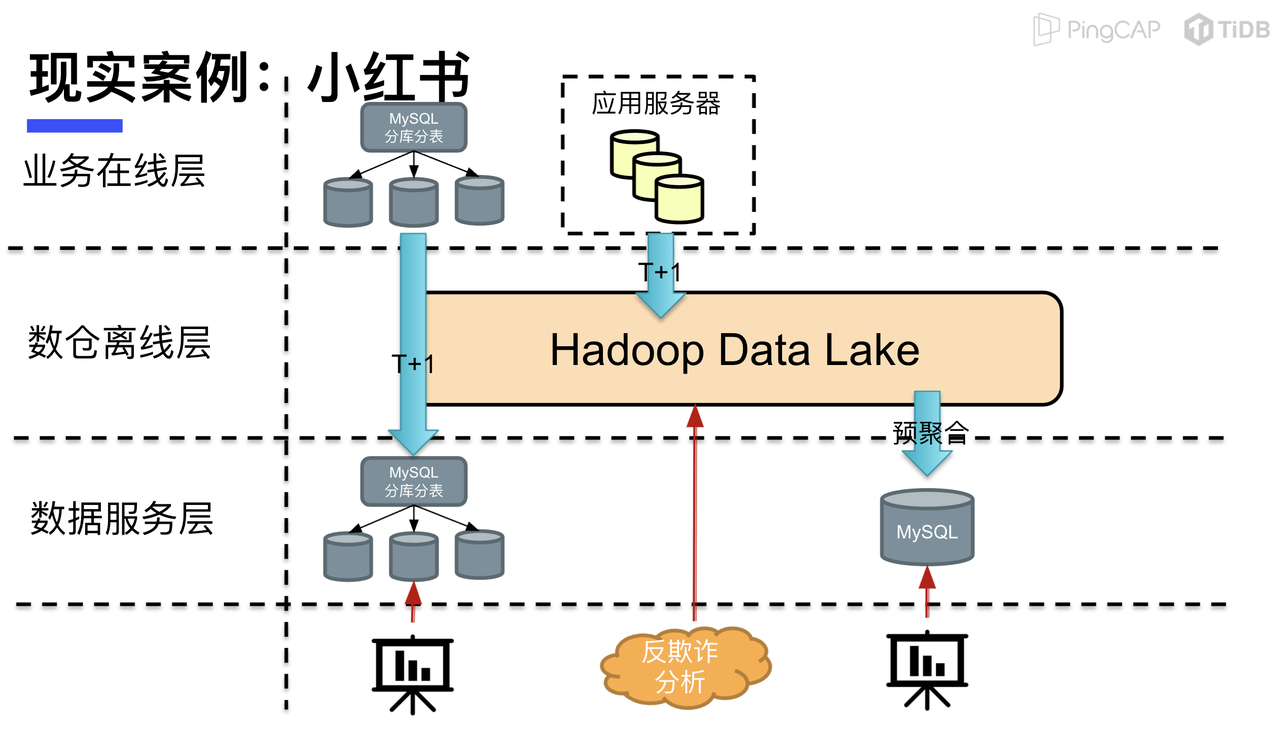 PingCAP TiDB
现实案例：小红书
应用服务器
MySQL
分库分表
业务在线层
T+1
数仓离线层
Hadoop Data Lake
T+1
预聚合
MySQL
分库分表
数据服务层
MySQL
反欺诈
分析